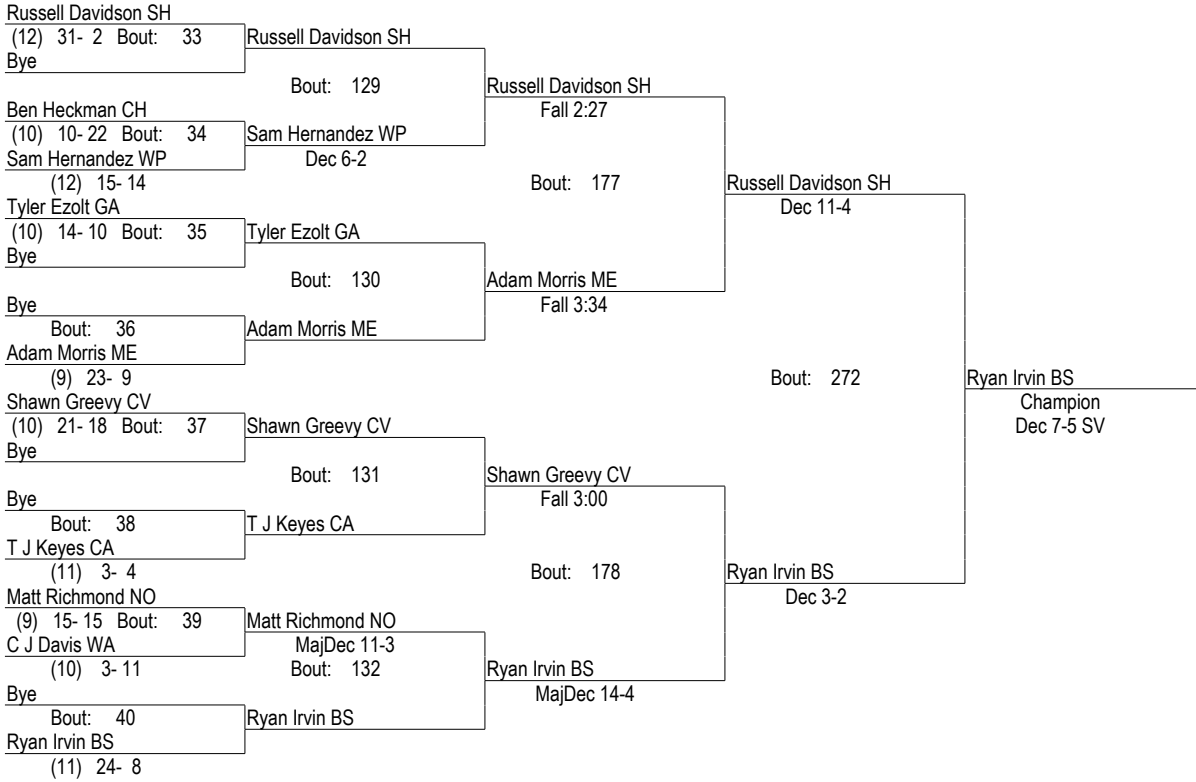 Russell Davidson SH
(12) 31- 2 Bout: 33 Russell Davidson SH
Bye
Bout: 129 Russell Davidson SH
Ben Heckman CH Fall 2:27
(10) 10- 22 Bout: 34 Sam Hernandez WP
Sam Hernandez WP Dec 6-2
(12) 15- 14 Bout: 177 Russell Davidson SH
Tyler Ezolt GA Dec 11-4
(10) 14- 10 Bout: 35 Tyler Ezolt GA
Bye
Bout: 130 Adam Morris ME
Bye Fall 3:34
Bout: 36 Adam Morris ME
Adam Morris ME
(9) 23- 9 Bout: 272 Ryan Irvin BS
Shawn Greevy CV Champion
(10) 21- 18 Bout: 37 Shawn Greevy CV Dec 7-5 SV
Bye
Bout: 131 Shawn Greevy CV
Bye Fall 3:00
Bout: 38 T J Keyes CA
T J Keyes CA
(11) 3- 4 Bout: 178 Ryan Irvin BS
Matt Richmond NO Dec 3-2
(9) 15- 15 Bout: 39 Matt Richmond NO
C J Davis WA MajDec 11-3
(10) 3- 11 Bout: 132 Ryan Irvin BS
Bye MajDec 14-4
Bout: 40 Ryan Irvin BS
Ryan Irvin BS
(11) 24- 8